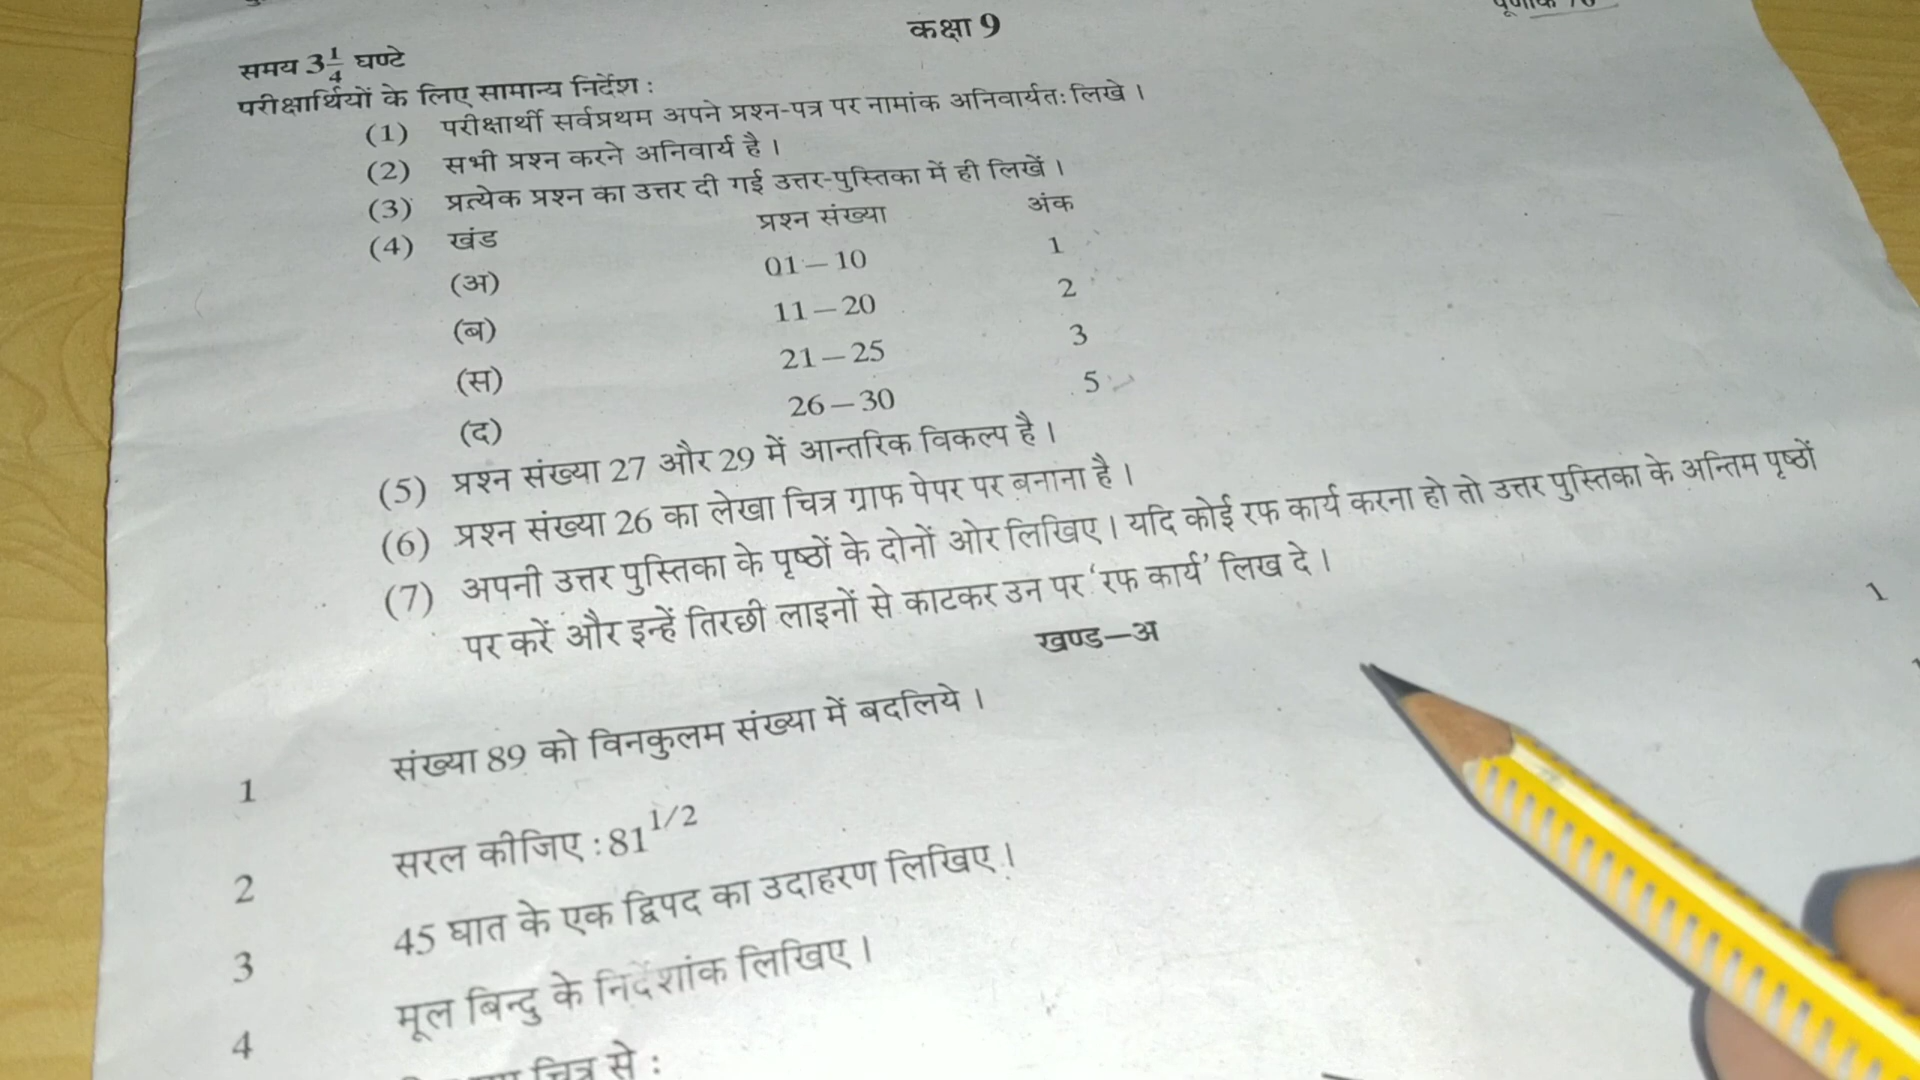 कक्षा 9
समय 3 1/4 घण्टे
परीक्षार्थियों के लिए सामान्य निर्देश :
(1) परीक्षार्थी सर्वप्रथम अपने प्रश्न-पत्र पर नामांक अनिवार्यतः लिखे ।
(2) सभी प्रश्न करने अनिवार्य है ।
(3) प्रत्येक प्रश्न का उत्तर दी गई उत्तर-पुस्तिका में ही लिखें ।
(4) खंड प्रश्न संख्या अंक
(अ) 01 – 10 1
(ब) 11 – 20 2
(स) 21 – 25 3
(द) 26 – 30 5
(5) प्रश्न संख्या 27 और 29 में आन्तरिक विकल्प है ।
(6) प्रश्न संख्या 26 का लेखा चित्र ग्राफ पेपर पर बनाना है ।
(7) अपनी उत्तर पुस्तिका के पृष्ठों के दोनों ओर लिखिए । यदि कोई रफ कार्य करना हो तो उत्तर पुस्तिका के अन्तिम पृष्ठों
पर करें और इन्हें तिरछी लाइनों से काटकर उन पर 'रफ कार्य' लिख दे ।
खण्ड—अ
1 संख्या 89 को विनकुलम संख्या में बदलिये । 1
2 सरल कीजिए : 81^1/2
3 45 घात के एक द्विपद का उदाहरण लिखिए ।
4 मूल बिन्दु के निर्देशांक लिखिए ।
चित्र से :